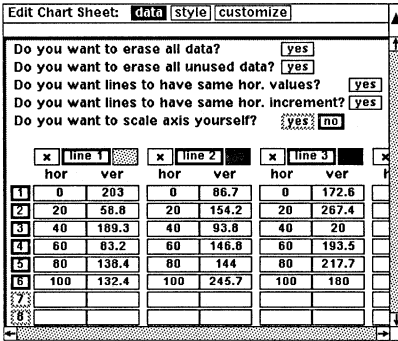 Edit Chart Sheet: data style customize
Do you want to erase all data? yes
Do you want to erase all unused data? yes
Do you want lines to have same hor. values? yes
Do you want lines to have same hor. increment? yes
Do you want to scale axis yourself? yes no
x line 1 x line 2 x line 3 x
hor ver hor ver hor ver h
1 0 203 0 86.7 0 172.6
2 20 58.8 20 154.2 20 267.4
3 40 189.3 40 93.8 40 20
4 60 83.2 60 146.8 60 193.5
5 80 138.4 80 144 80 217.7
6 100 132.4 100 245.7 100 180
7
8